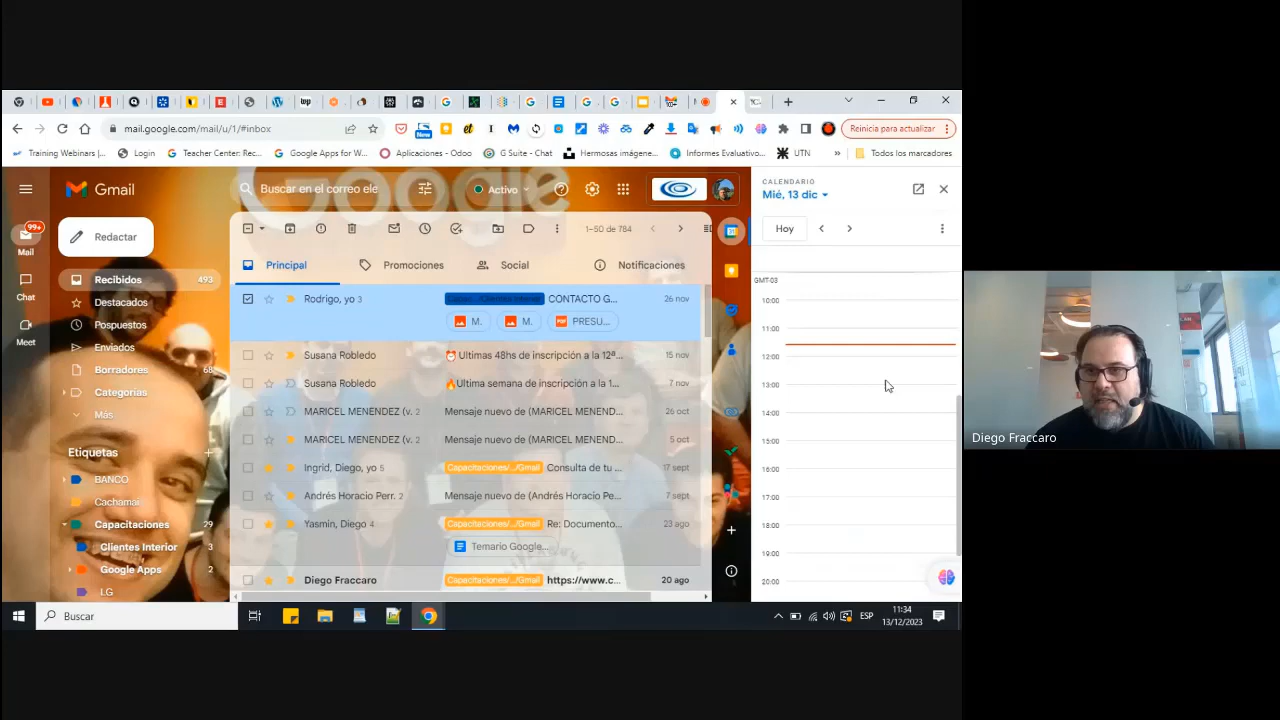 mail.google.com/mail/u/1/#inbox
Reinicia para actualizar
Training Webinars |...
Login
Teacher Center: Rec...
Google Apps for W...
Aplicaciones - Odoo
G Suite - Chat
Hermosas imágene...
Informes Evaluativo...
UTN
»
Todos los marcadores
Gmail
Buscar en el correo ele
Activo
CALENDARIO
Mié, 13 dic
Hoy
99+
Mail
Chat
Meet
Redactar
Recibidos 493
Destacados
Pospuestos
Enviados
Borradores 68
Categorías
Más
Etiquetas
BANCO
Cachamai
Capacitaciones 29
Clientes Interior 3
Google Apps 2
I.G
1–50 de 784
Principal
Promociones
Social
Notificaciones
Rodrigo, yo 3 CONTACTO G... 26 nov
M.
M.
PRESU...
Susana Robledo ⏰ Ultimas 48hs de inscripción a la 12ª... 15 nov
Susana Robledo 🔥Ultima semana de inscripción a la 1... 7 nov
MARICEL MENENDEZ (v. 2 Mensaje nuevo de (MARICEL MENEND... 26 oct
MARICEL MENENDEZ (v. 2 Mensaje nuevo de (MARICEL MENEND... 5 oct
Ingrid, Diego, yo 5 Capacitaciones/.../Gmail Consulta de tu ... 17 sept
Andrés Horacio Perr. 2 Mensaje nuevo de (Andrés Horacio Pe... 7 sept
Yasmin, Diego 4 Capacitaciones/.../Gmail Re: Documento... 23 ago
Temario Google...
Diego Fraccaro Capacitaciones/.../Gmail https://www.c... 20 ago
GMT-03
10:00
11:00
12:00
13:00
14:00
15:00
16:00
17:00
18:00
19:00
20:00
Diego Fraccaro
Buscar
ESP
11:34
13/12/2023